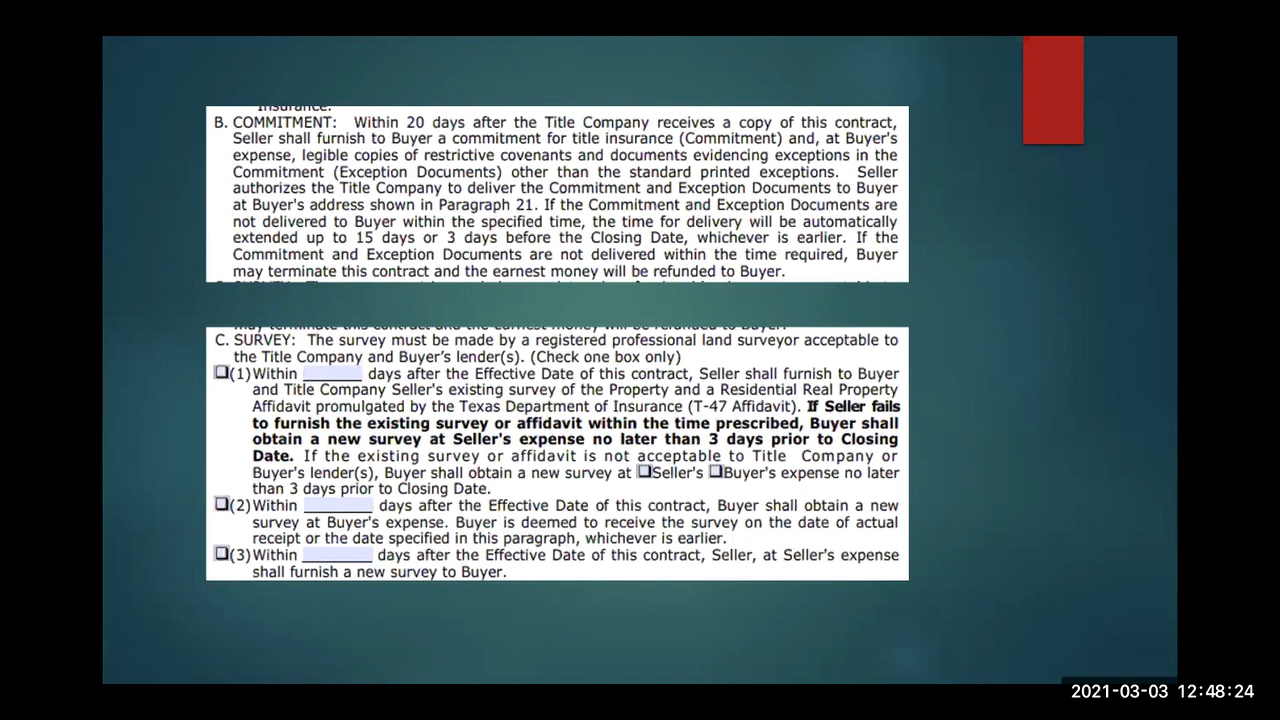 Insurance.
B. COMMITMENT: Within 20 days after the Title Company receives a copy of this contract,
Seller shall furnish to Buyer a commitment for title insurance (Commitment) and, at Buyer's
expense, legible copies of restrictive covenants and documents evidencing exceptions in the
Commitment (Exception Documents) other than the standard printed exceptions. Seller
authorizes the Title Company to deliver the Commitment and Exception Documents to Buyer
at Buyer's address shown in Paragraph 21. If the Commitment and Exception Documents are
not delivered to Buyer within the specified time, the time for delivery will be automatically
extended up to 15 days or 3 days before the Closing Date, whichever is earlier. If the
Commitment and Exception Documents are not delivered within the time required, Buyer
may terminate this contract and the earnest money will be refunded to Buyer.
may terminate this contract and the earnest money will be refunded to Buyer.
C. SURVEY: The survey must be made by a registered professional land surveyor acceptable to
the Title Company and Buyer's lender(s). (Check one box only)
❑(1)Within ______ days after the Effective Date of this contract, Seller shall furnish to Buyer
and Title Company Seller's existing survey of the Property and a Residential Real Property
Affidavit promulgated by the Texas Department of Insurance (T-47 Affidavit). If Seller fails
to furnish the existing survey or affidavit within the time prescribed, Buyer shall
obtain a new survey at Seller's expense no later than 3 days prior to Closing
Date. If the existing survey or affidavit is not acceptable to Title Company or
Buyer's lender(s), Buyer shall obtain a new survey at ❑Seller's ❑Buyer's expense no later
than 3 days prior to Closing Date.
❑(2)Within ______ days after the Effective Date of this contract, Buyer shall obtain a new
survey at Buyer's expense. Buyer is deemed to receive the survey on the date of actual
receipt or the date specified in this paragraph, whichever is earlier.
❑(3)Within ______ days after the Effective Date of this contract, Seller, at Seller's expense
shall furnish a new survey to Buyer.
2021-03-03 12:48:24